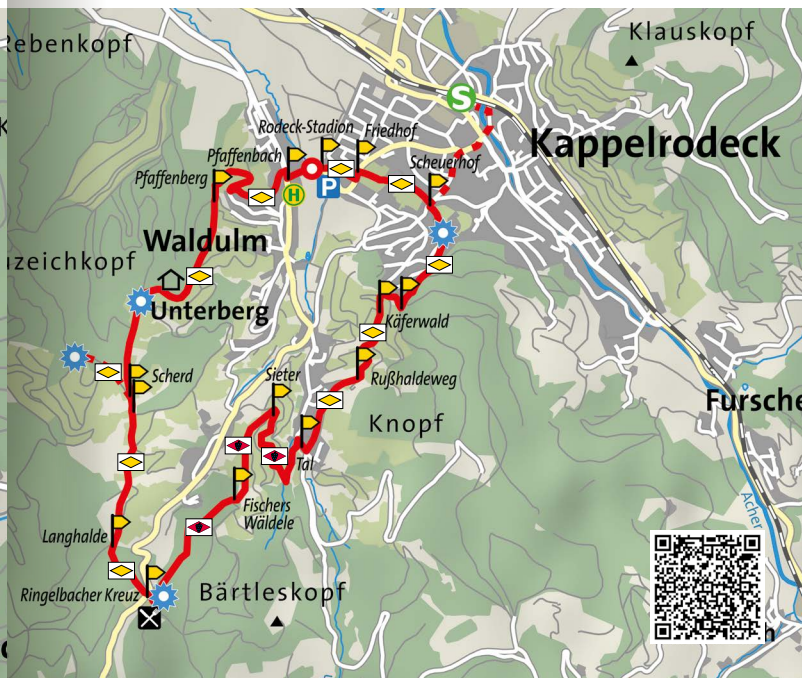 Rebenkopf
Klauskopf
S
Rodeck-Stadion
Friedhof
Kappelrodeck
Pfaffenbach
Scheuerhof
Pfaffenberg
P
H
Waldulm
uzeichkopf
Unterberg
Käferwald
Scherd
Sieter
Rußhaldeweg
Fursche
Knopf
Tal
Fischers
Wäldele
Acher
Langhalde
Ringelbacher Kreuz
Bärtleskopf